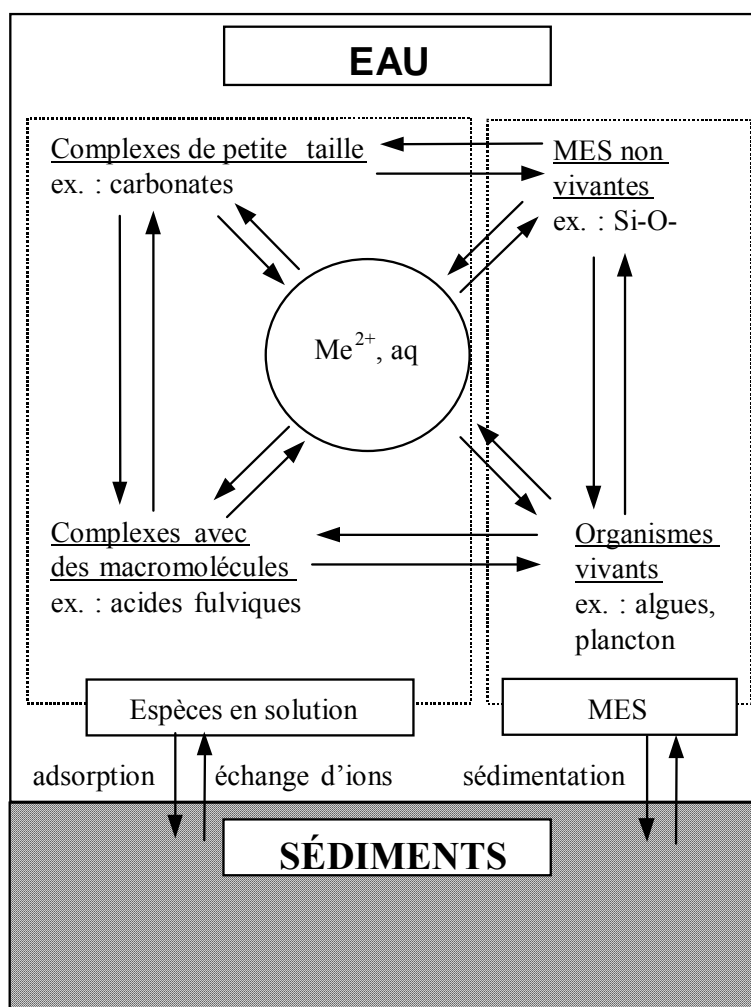 EAU
Complexes de petite taille
ex. : carbonates
MES non
vivantes
ex. : Si-O-
Me²⁺, aq
Complexes avec
des macromolécules
ex. : acides fulviques
Organismes
vivants
ex. : algues,
plancton
Espèces en solution
MES
adsorption
échange d’ions
sédimentation
SÉDIMENTS